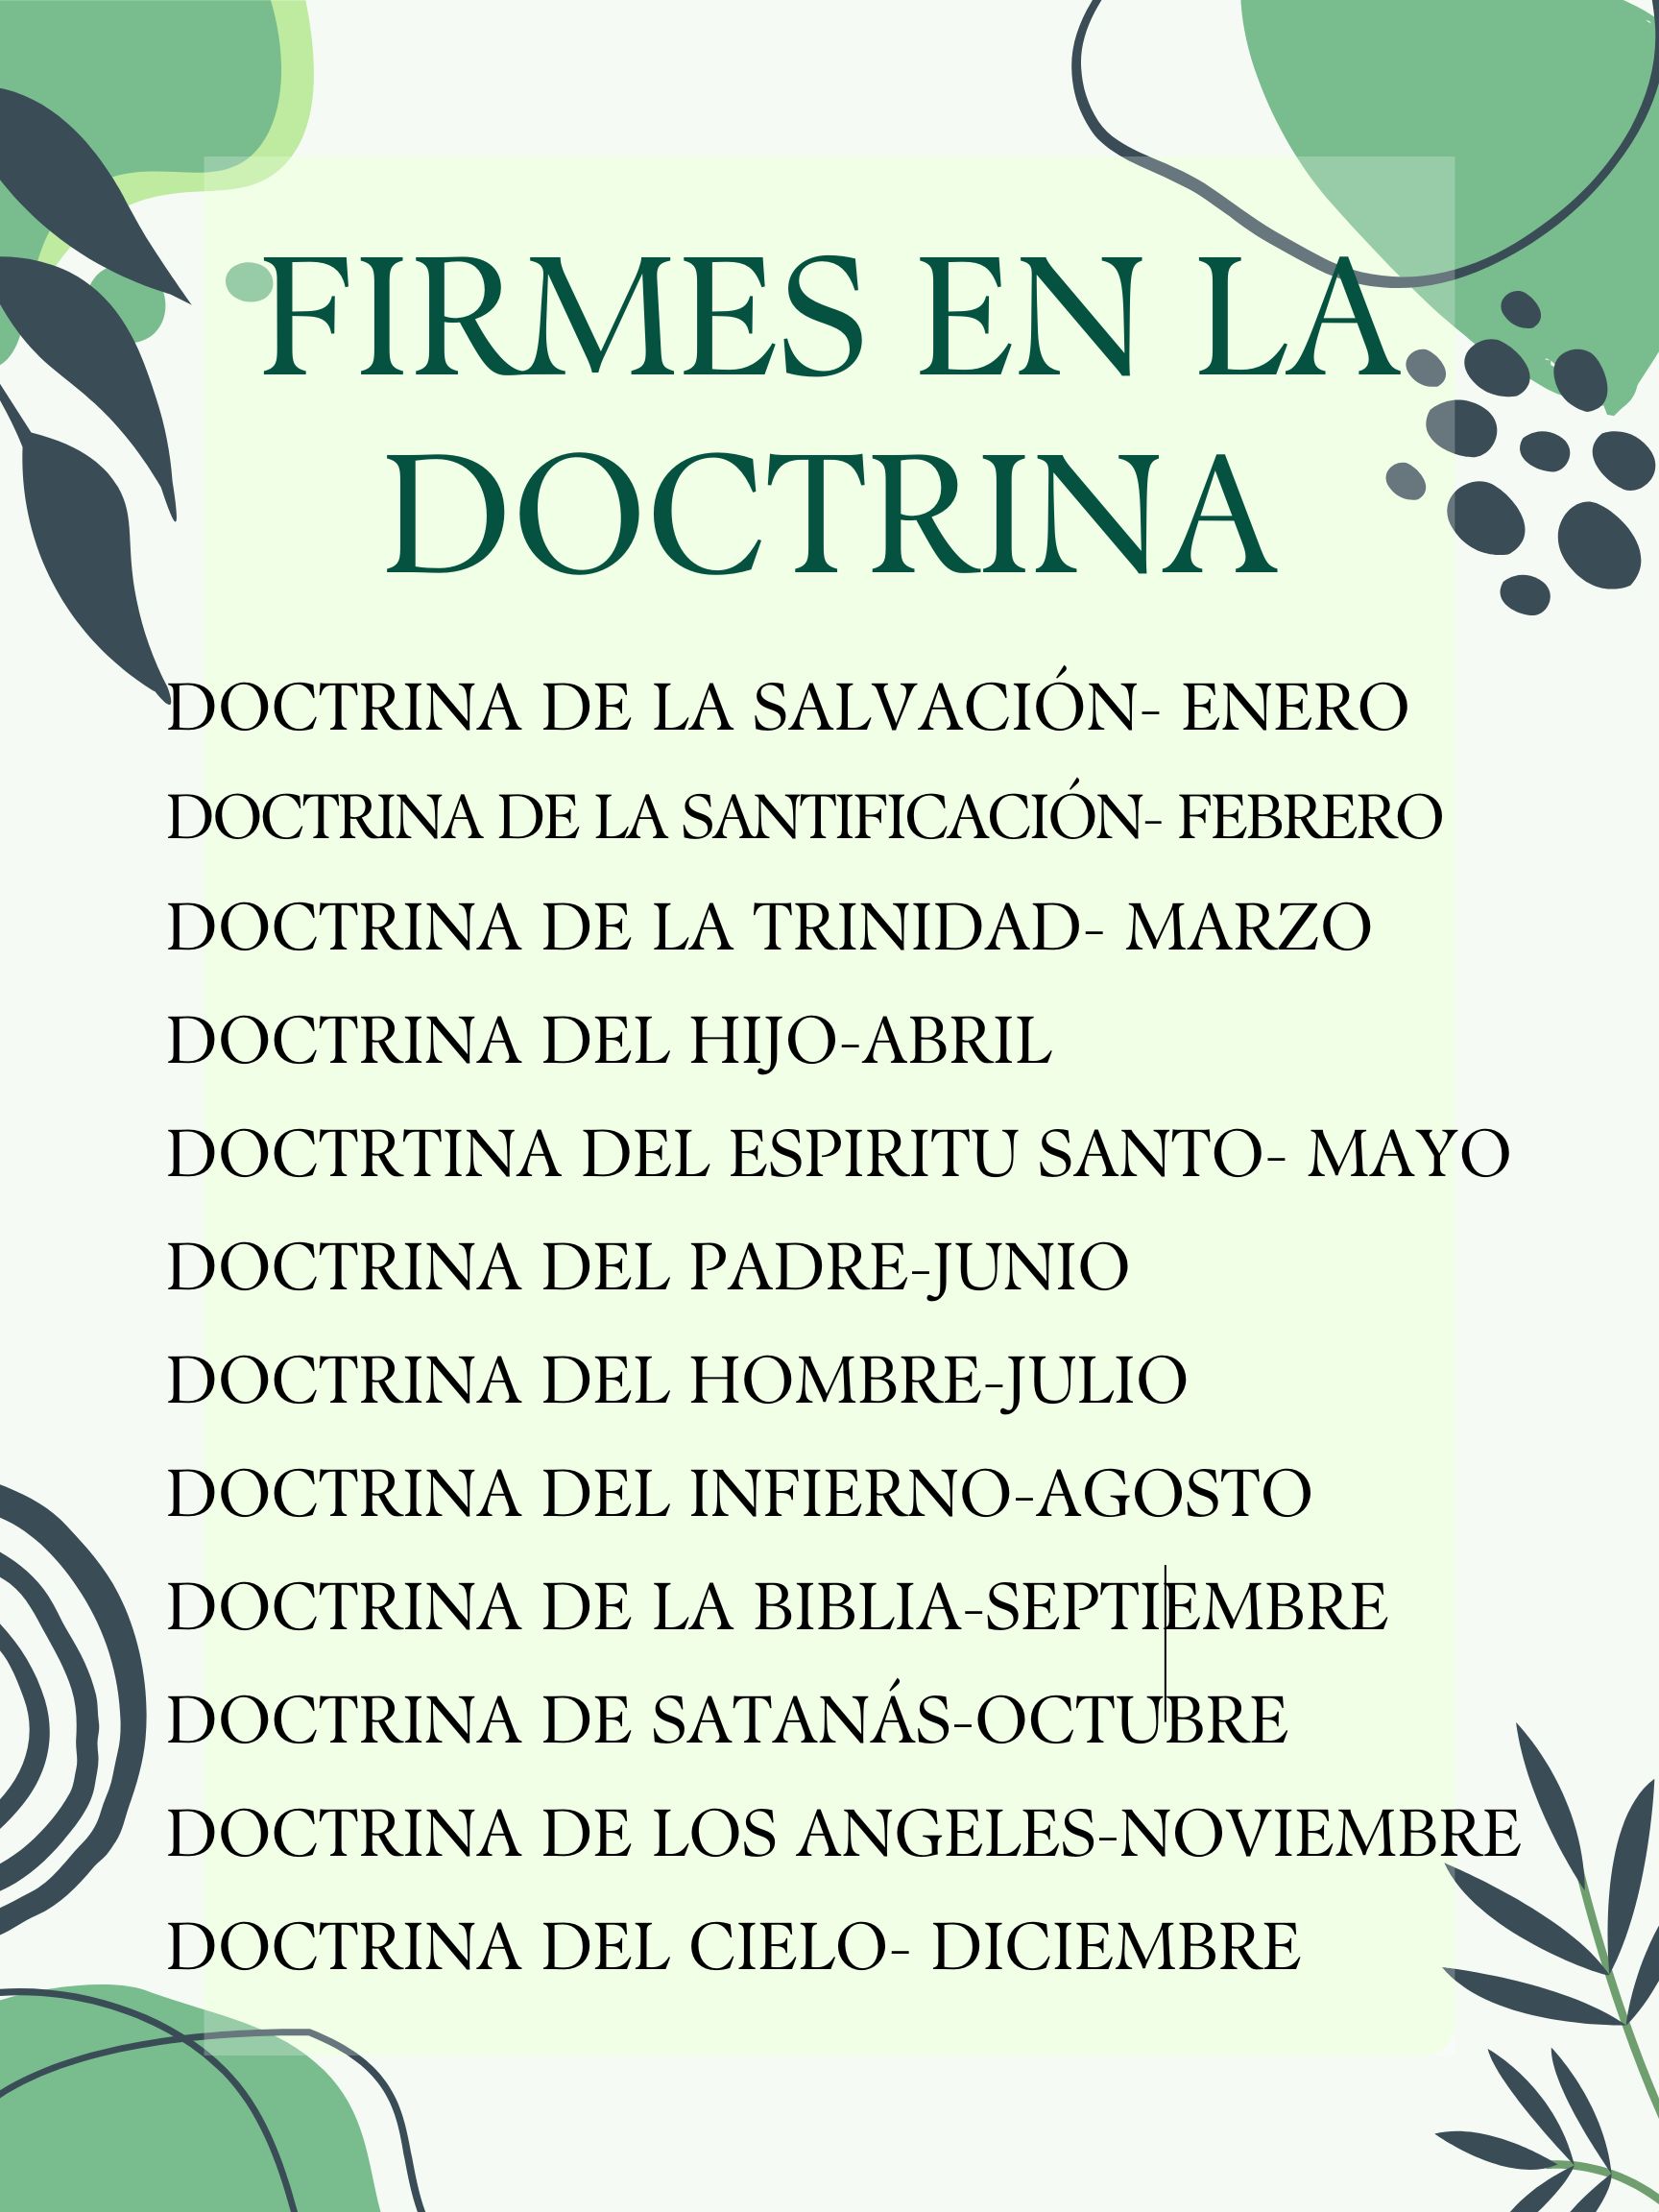 FIRMES EN LA
DOCTRINA
DOCTRINA DE LA SALVACIÓN- ENERO
DOCTRINA DE LA SANTIFICACIÓN- FEBRERO
DOCTRINA DE LA TRINIDAD- MARZO
DOCTRINA DEL HIJO-ABRIL
DOCTRTINA DEL ESPIRITU SANTO- MAYO
DOCTRINA DEL PADRE-JUNIO
DOCTRINA DEL HOMBRE-JULIO
DOCTRINA DEL INFIERNO-AGOSTO
DOCTRINA DE LA BIBLIA-SEPTIEMBRE
DOCTRINA DE SATANÁS-OCTUBRE
DOCTRINA DE LOS ANGELES-NOVIEMBRE
DOCTRINA DEL CIELO- DICIEMBRE